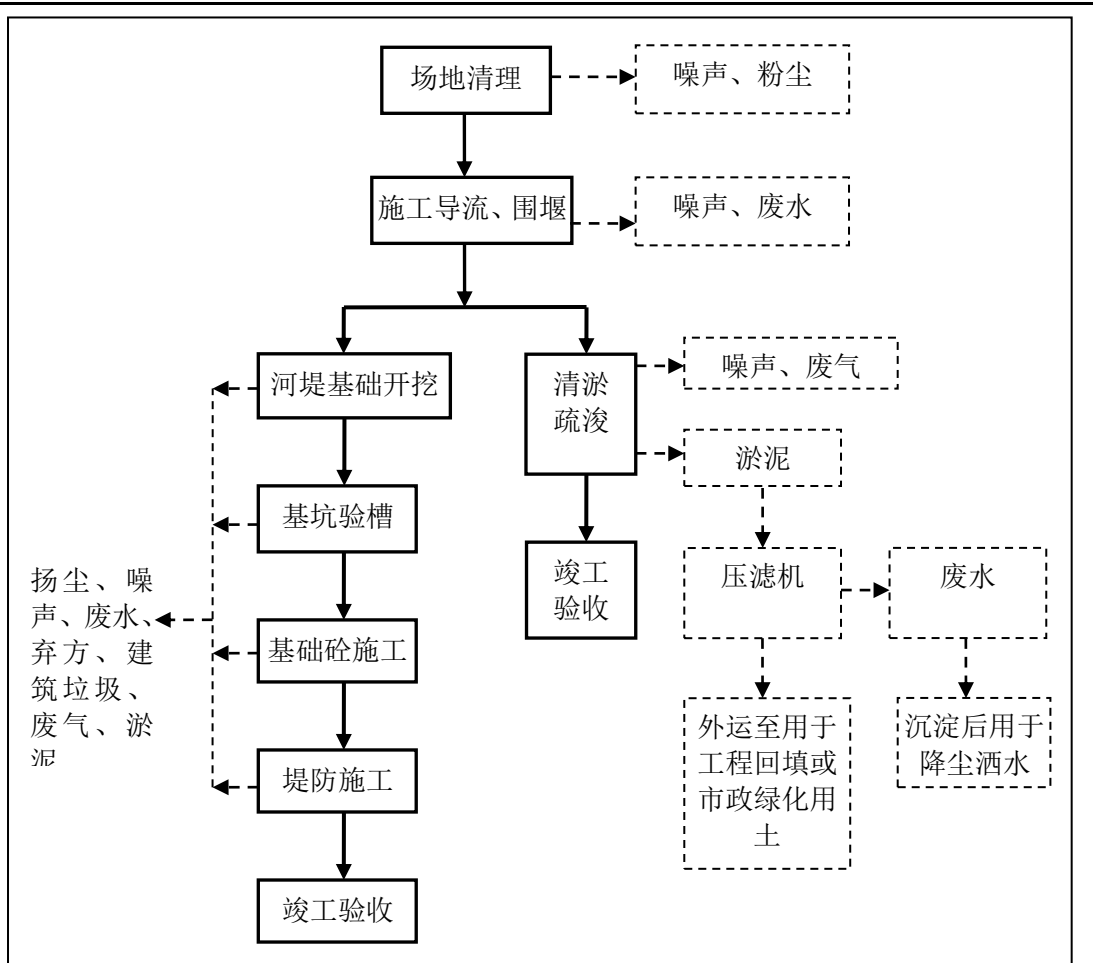 场地清理
噪声、粉尘
施工导流、围堰
噪声、废水
河堤基础开挖
清淤
疏浚
噪声、废气
淤泥
基坑验槽
竣工
验收
压滤机
废水
扬尘、噪
声、废水、
弃方、建
筑垃圾、
废气、淤
泥
基础砼施工
堤防施工
外运至用于
工程回填或
市政绿化用
土
沉淀后用于
降尘洒水
竣工验收